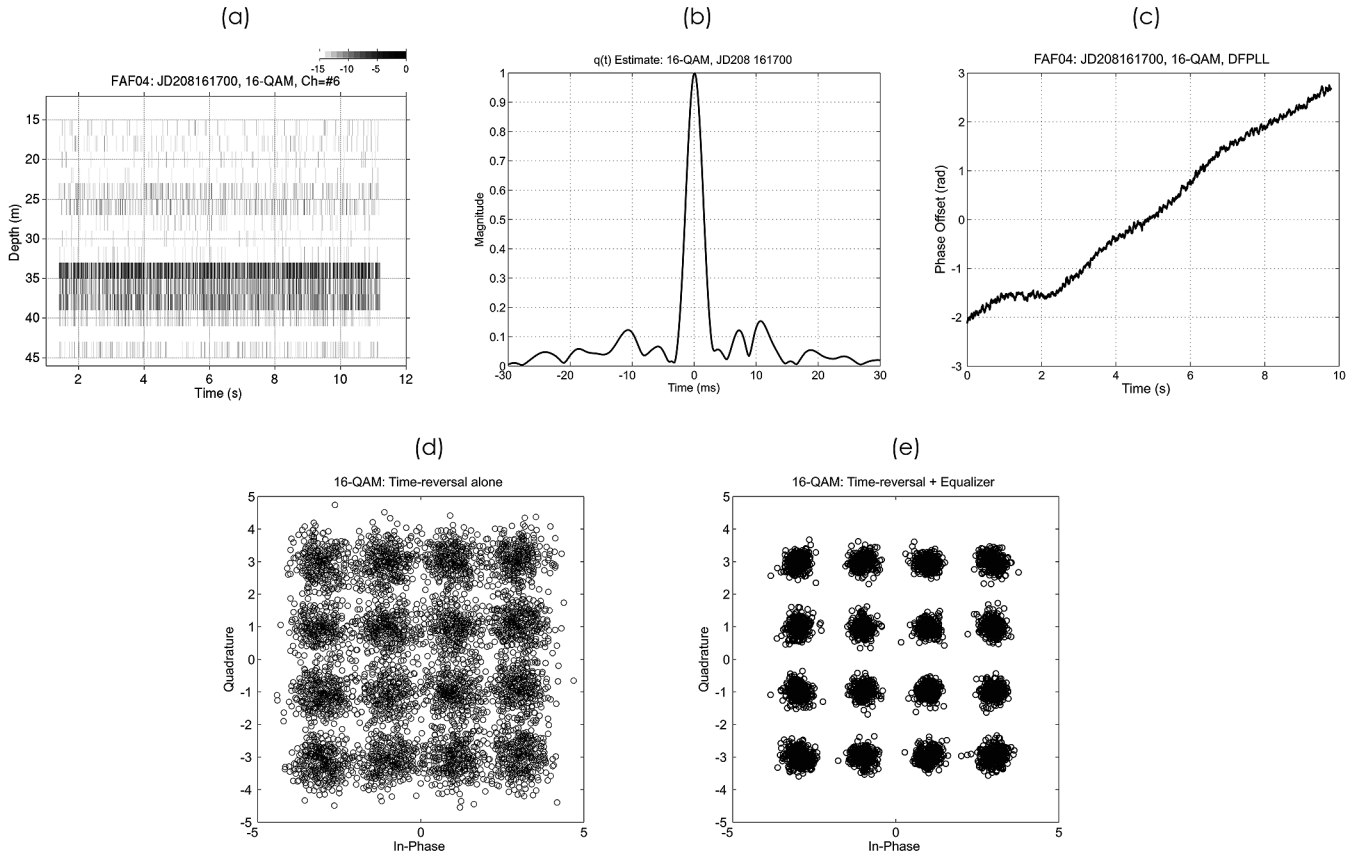 (a)
(b)
(c)
-15 -10 -5 0
FAF04: JD208161700, 16-QAM, Ch=#6
15
20
25
30
35
40
45
Depth (m)
2 4 6 8 10 12
Time (s)
q(t) Estimate: 16-QAM, JD208 161700
1
0.9
0.8
0.7
0.6
0.5
0.4
0.3
0.2
0.1
0
Magnitude
-30 -20 -10 0 10 20 30
Time (ms)
FAF04: JD208161700, 16-QAM, DFPLL
3
2
1
0
-1
-2
-3
Phase Offset (rad)
0 2 4 6 8 10
Time (s)
(d)
(e)
16-QAM: Time-reversal alone
5
4
3
2
1
0
-1
-2
-3
-4
-5
Quadrature
-5 0 5
In-Phase
16-QAM: Time-reversal + Equalizer
5
4
3
2
1
0
-1
-2
-3
-4
-5
Quadrature
-5 0 5
In-Phase